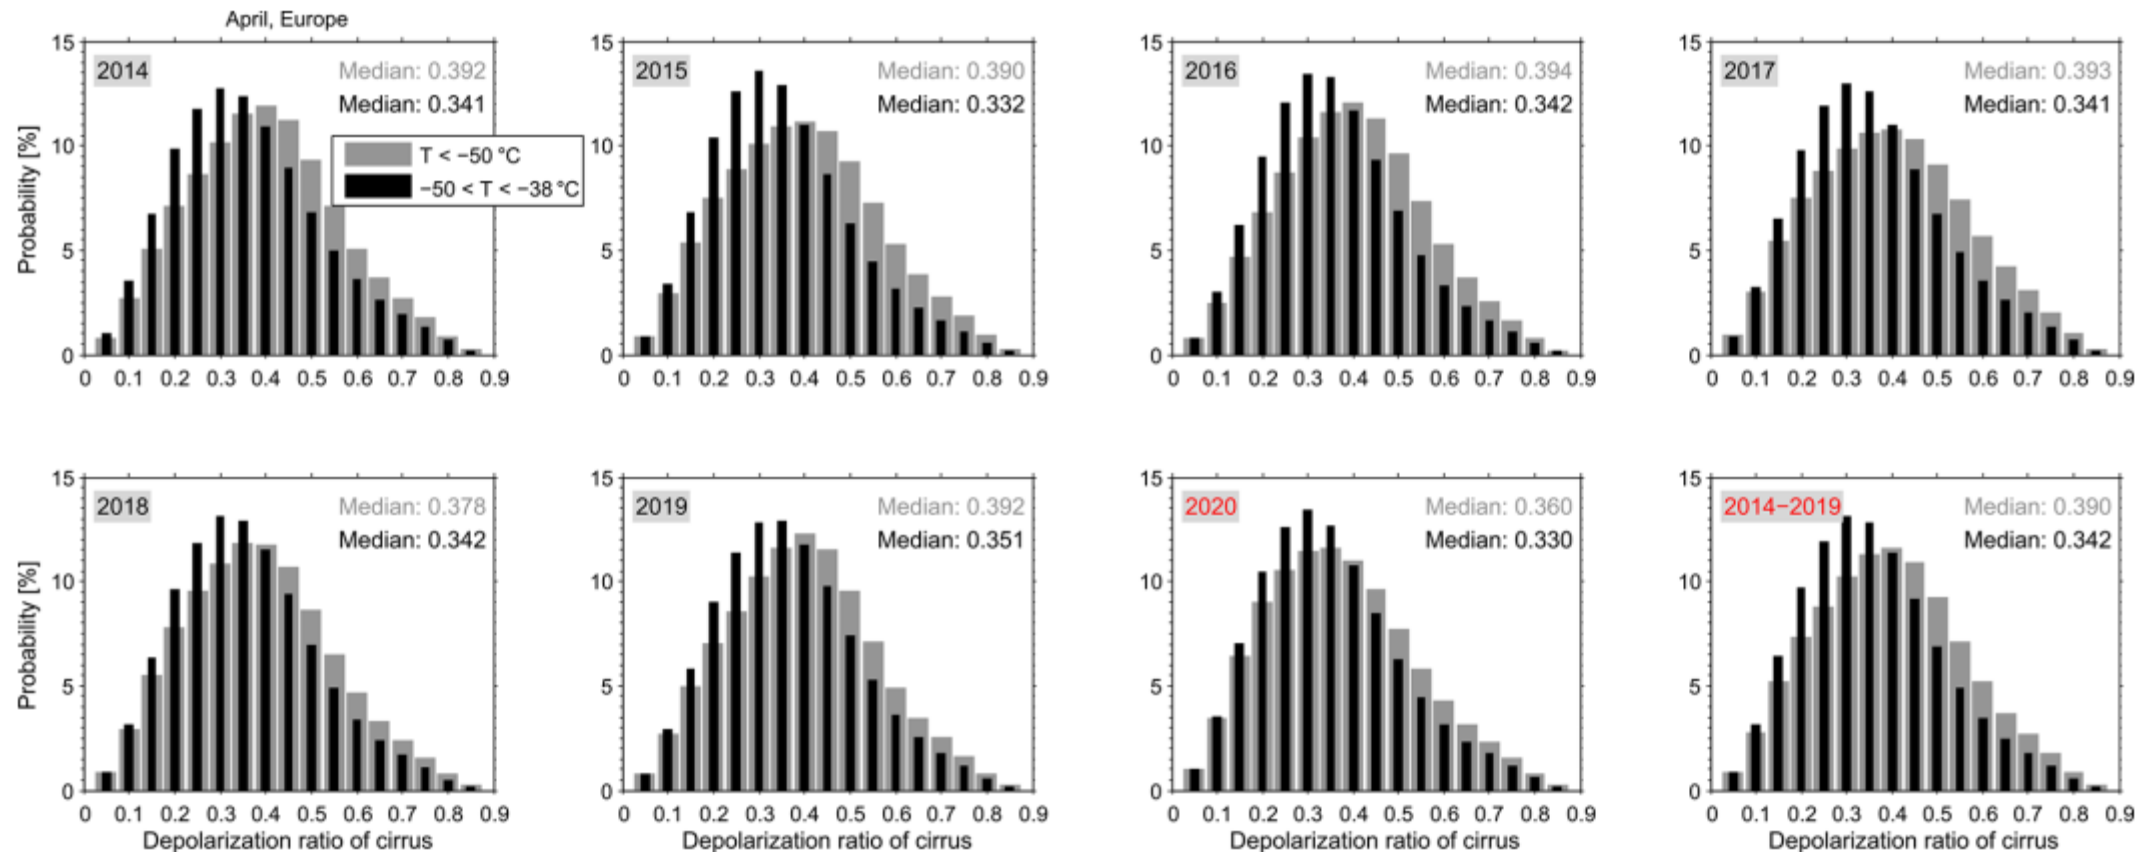 April, Europe
15
10
5
0
Probability [%]
2014
Median: 0.392
Median: 0.341
T < −50 °C
−50 < T < −38 °C
0 0.1 0.2 0.3 0.4 0.5 0.6 0.7 0.8 0.9
15
10
5
0
2015
Median: 0.390
Median: 0.332
0 0.1 0.2 0.3 0.4 0.5 0.6 0.7 0.8 0.9
15
10
5
0
2016
Median: 0.394
Median: 0.342
0 0.1 0.2 0.3 0.4 0.5 0.6 0.7 0.8 0.9
15
10
5
0
2017
Median: 0.393
Median: 0.341
0 0.1 0.2 0.3 0.4 0.5 0.6 0.7 0.8 0.9
15
10
5
0
Probability [%]
2018
Median: 0.378
Median: 0.342
0 0.1 0.2 0.3 0.4 0.5 0.6 0.7 0.8 0.9
Depolarization ratio of cirrus
15
10
5
0
2019
Median: 0.392
Median: 0.351
0 0.1 0.2 0.3 0.4 0.5 0.6 0.7 0.8 0.9
Depolarization ratio of cirrus
15
10
5
0
2020
Median: 0.360
Median: 0.330
0 0.1 0.2 0.3 0.4 0.5 0.6 0.7 0.8 0.9
Depolarization ratio of cirrus
15
10
5
0
2014−2019
Median: 0.390
Median: 0.342
0 0.1 0.2 0.3 0.4 0.5 0.6 0.7 0.8 0.9
Depolarization ratio of cirrus